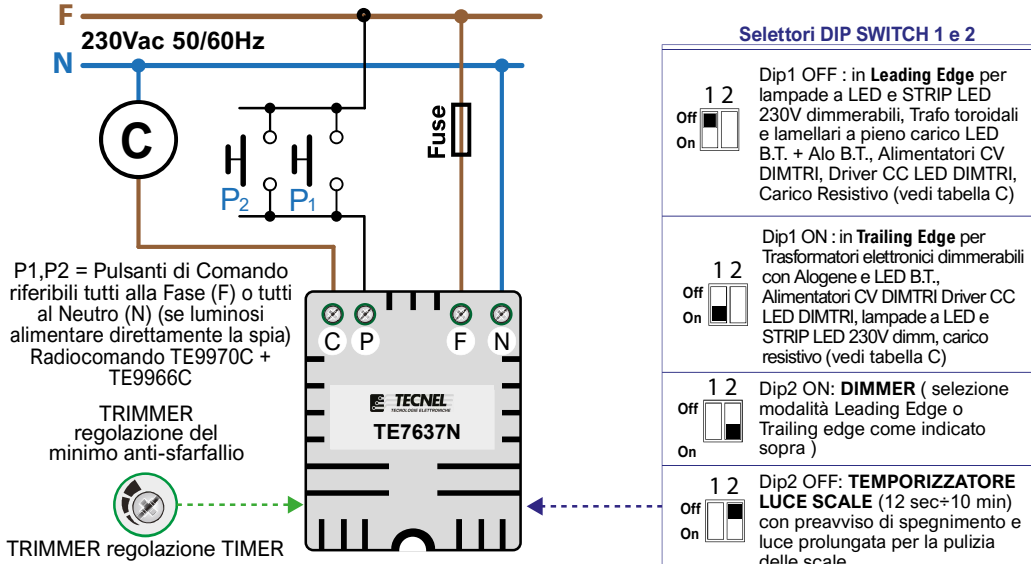 F
230Vac 50/60Hz
N
C
P2
P1
Fuse
P1,P2 = Pulsanti di Comando
riferibili tutti alla Fase (F) o tutti
al Neutro (N) (se luminosi
alimentare direttamente la spia)
Radiocomando TE9970C +
TE9966C
TRIMMER
regolazione del
minimo anti-sfarfallio
TRIMMER regolazione TIMER
C P F N
TECNEL
TECNOLOGIE ELETTRONICHE
TE7637N
Selettori DIP SWITCH 1 e 2
1 2
Off
On
Dip1 OFF : in Leading Edge per
lampade a LED e STRIP LED
230V dimmerabili, Trafo toroidali
e lamellari a pieno carico LED
B.T. + Alo B.T., Alimentatori CV
DIMTRI, Driver CC LED DIMTRI,
Carico Resistivo (vedi tabella C)
1 2
Off
On
Dip1 ON : in Trailing Edge per
Trasformatori elettronici dimmerabili
con Alogene e LED B.T.,
Alimentatori CV DIMTRI Driver CC
LED DIMTRI, lampade a LED e
STRIP LED 230V dimm, carico
resistivo (vedi tabella C)
1 2
Off
On
Dip2 ON: DIMMER ( selezione
modalità Leading Edge o
Trailing edge come indicato
sopra )
1 2
Off
On
Dip2 OFF: TEMPORIZZATORE
LUCE SCALE (12 sec÷10 min)
con preavviso di spegnimento e
luce prolungata per la pulizia
delle scale